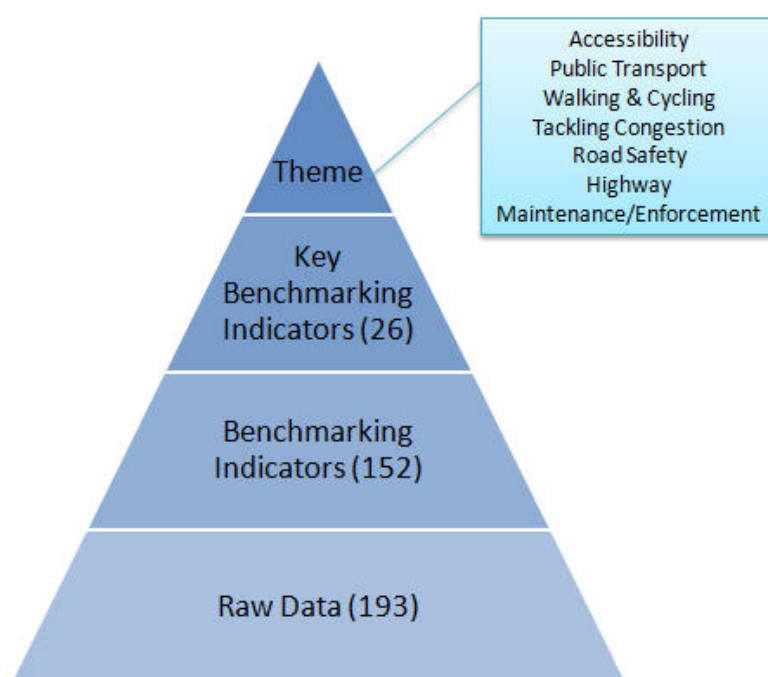 Accessibility
Public Transport
Walking & Cycling
Tackling Congestion
Road Safety
Highway
Maintenance/Enforcement
Theme
Key
Benchmarking
Indicators (26)
Benchmarking
Indicators (152)
Raw Data (193)